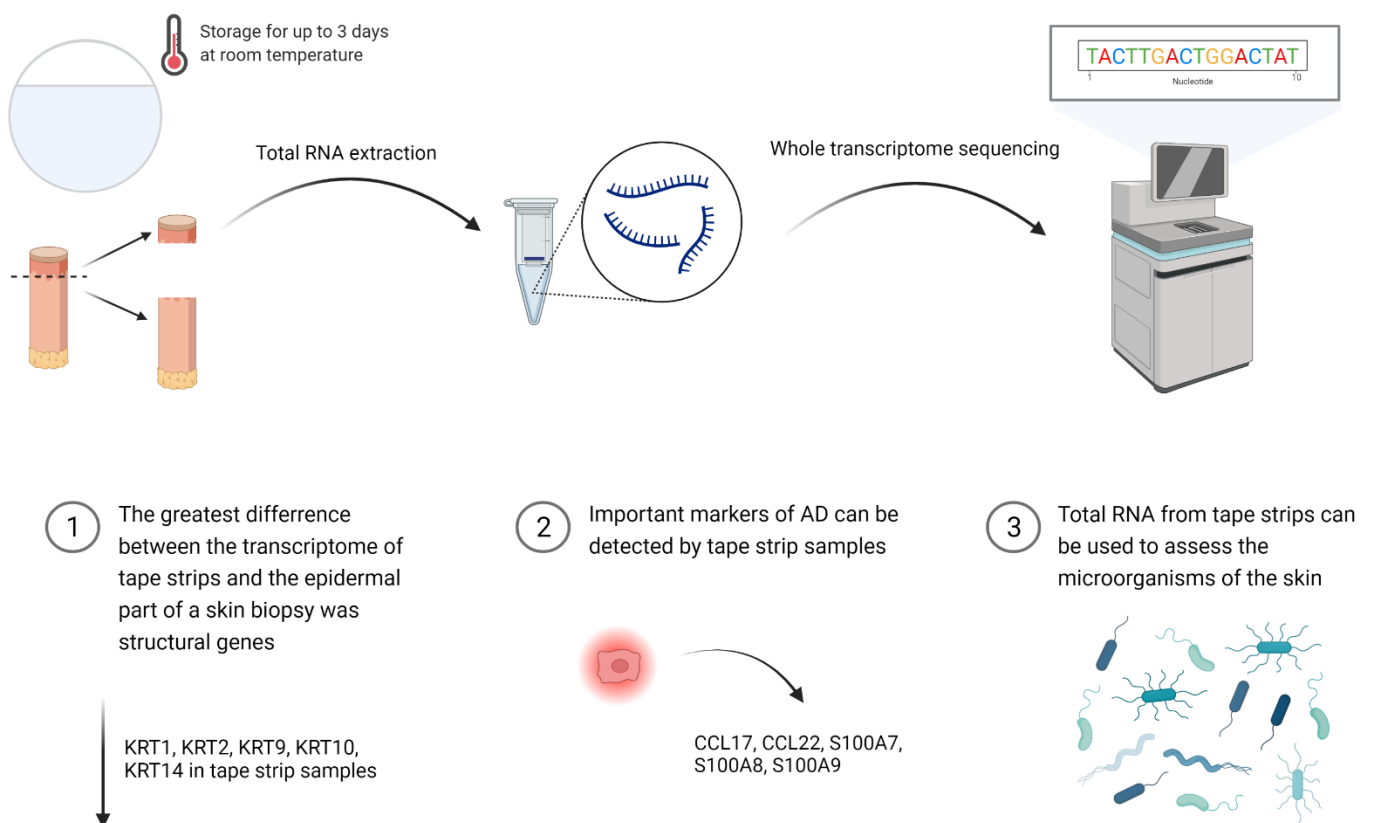 Storage for up to 3 days
at room temperature
TACTTGACTGGACTAT
1
10
Nucleotide
Total RNA extraction
Whole transcriptome sequencing
1
The greatest differrence
between the transcriptome of
tape strips and the epidermal
part of a skin biopsy was
structural genes
KRT1, KRT2, KRT9, KRT10,
KRT14 in tape strip samples
2
Important markers of AD can be
detected by tape strip samples
CCL17, CCL22, S100A7,
S100A8, S100A9
3
Total RNA from tape strips can
be used to assess the
microorganisms of the skin